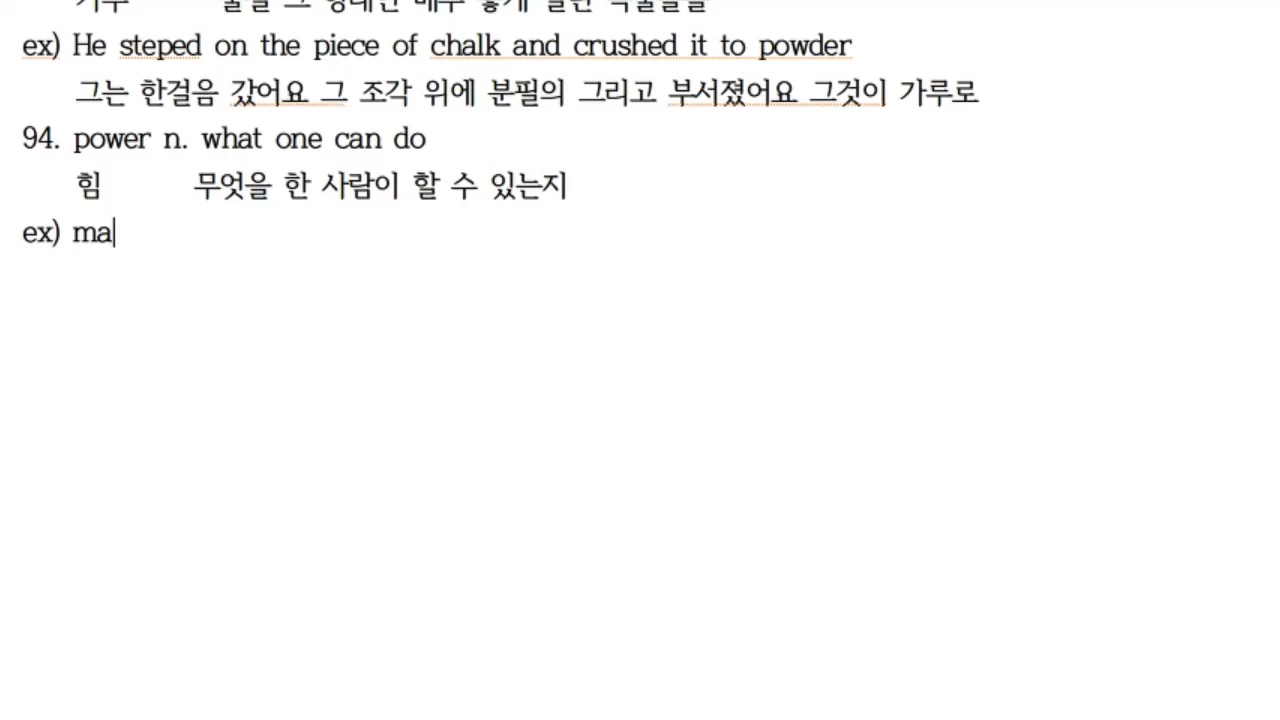 ex) He steped on the piece of chalk and crushed it to powder
그는 한걸음 갔어요 그 조각 위에 분필의 그리고 부서졌어요 그것이 가루로
94. power n. what one can do
힘 무엇을 한 사람이 할 수 있는지
ex) ma